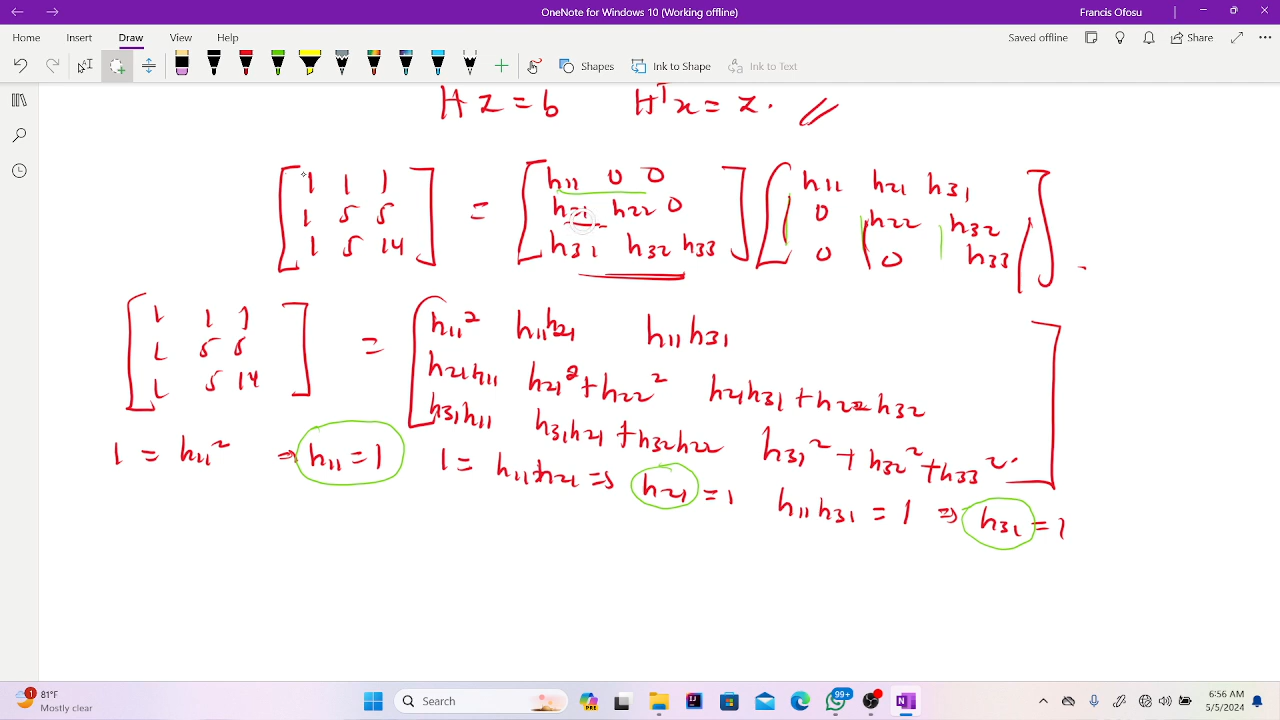 OneNote for Windows 10 (Working offline)
Francis Ofosu
Home Insert Draw View Help
Saved offline
Share
Shapes Ink to Shape Ink to Text
Hz = b Hᵀx = z.
[1 1 1 = [h11 0 0 [h11 h21 h31
1 5 5 h21 h22 0 0 h22 h32
1 5 14] h31 h32 h33] 0 0 h33].
[1 1 1 = [h11² h11h21 h11h31
1 5 5 h21h11 h21²+h22² h21h31+h22h32
1 5 14] h31h11 h31h21+h32h22 h31²+h32²+h33²]
1 = h11² ⇒ h11=1 1= h11h21 ⇒ h21=1 h11h31 = 1 ⇒ h31=1
1
81°F
Mostly clear
Search
PRE
99+
6:56 AM
5/5/2024